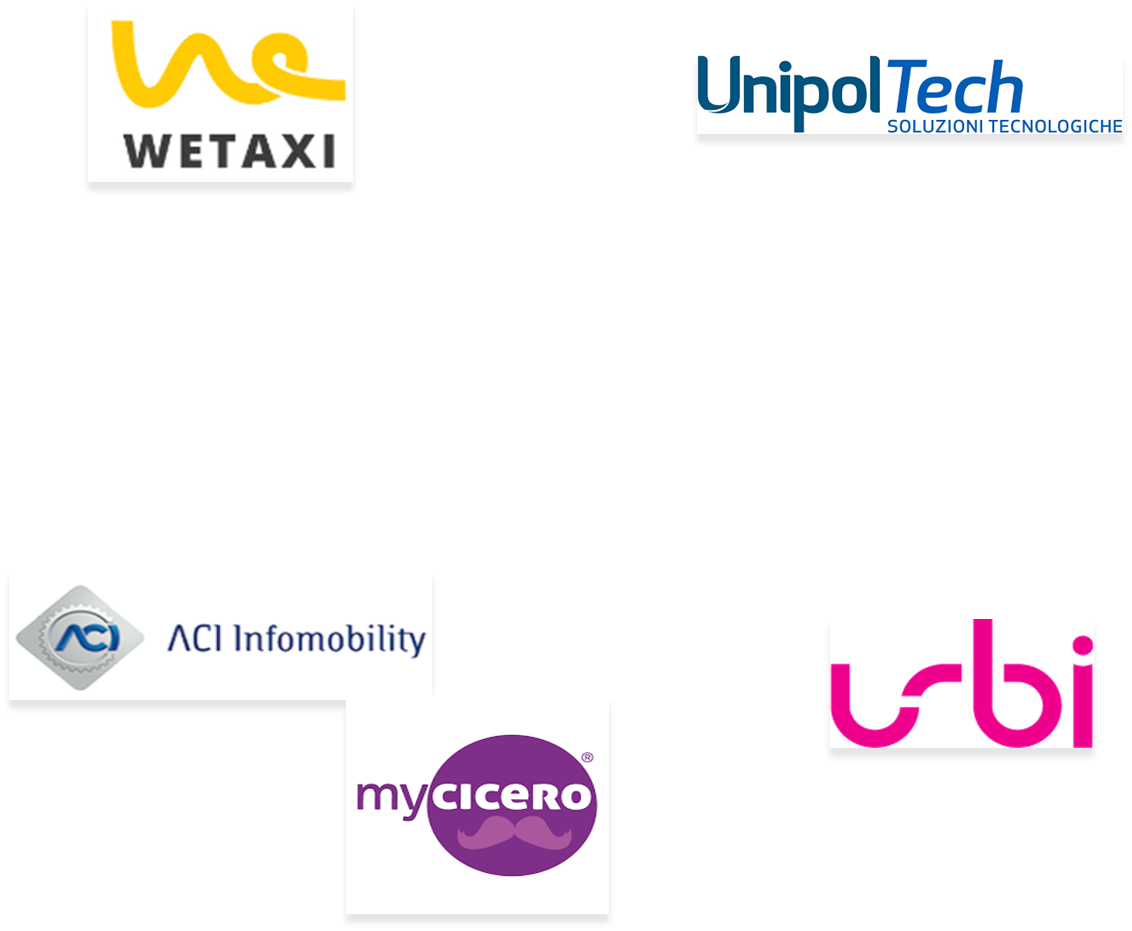 WETAXI
UnipolTech
SOLUZIONI TECNOLOGICHE
ACI
ACI Infomobility
urbi
myCICERO®